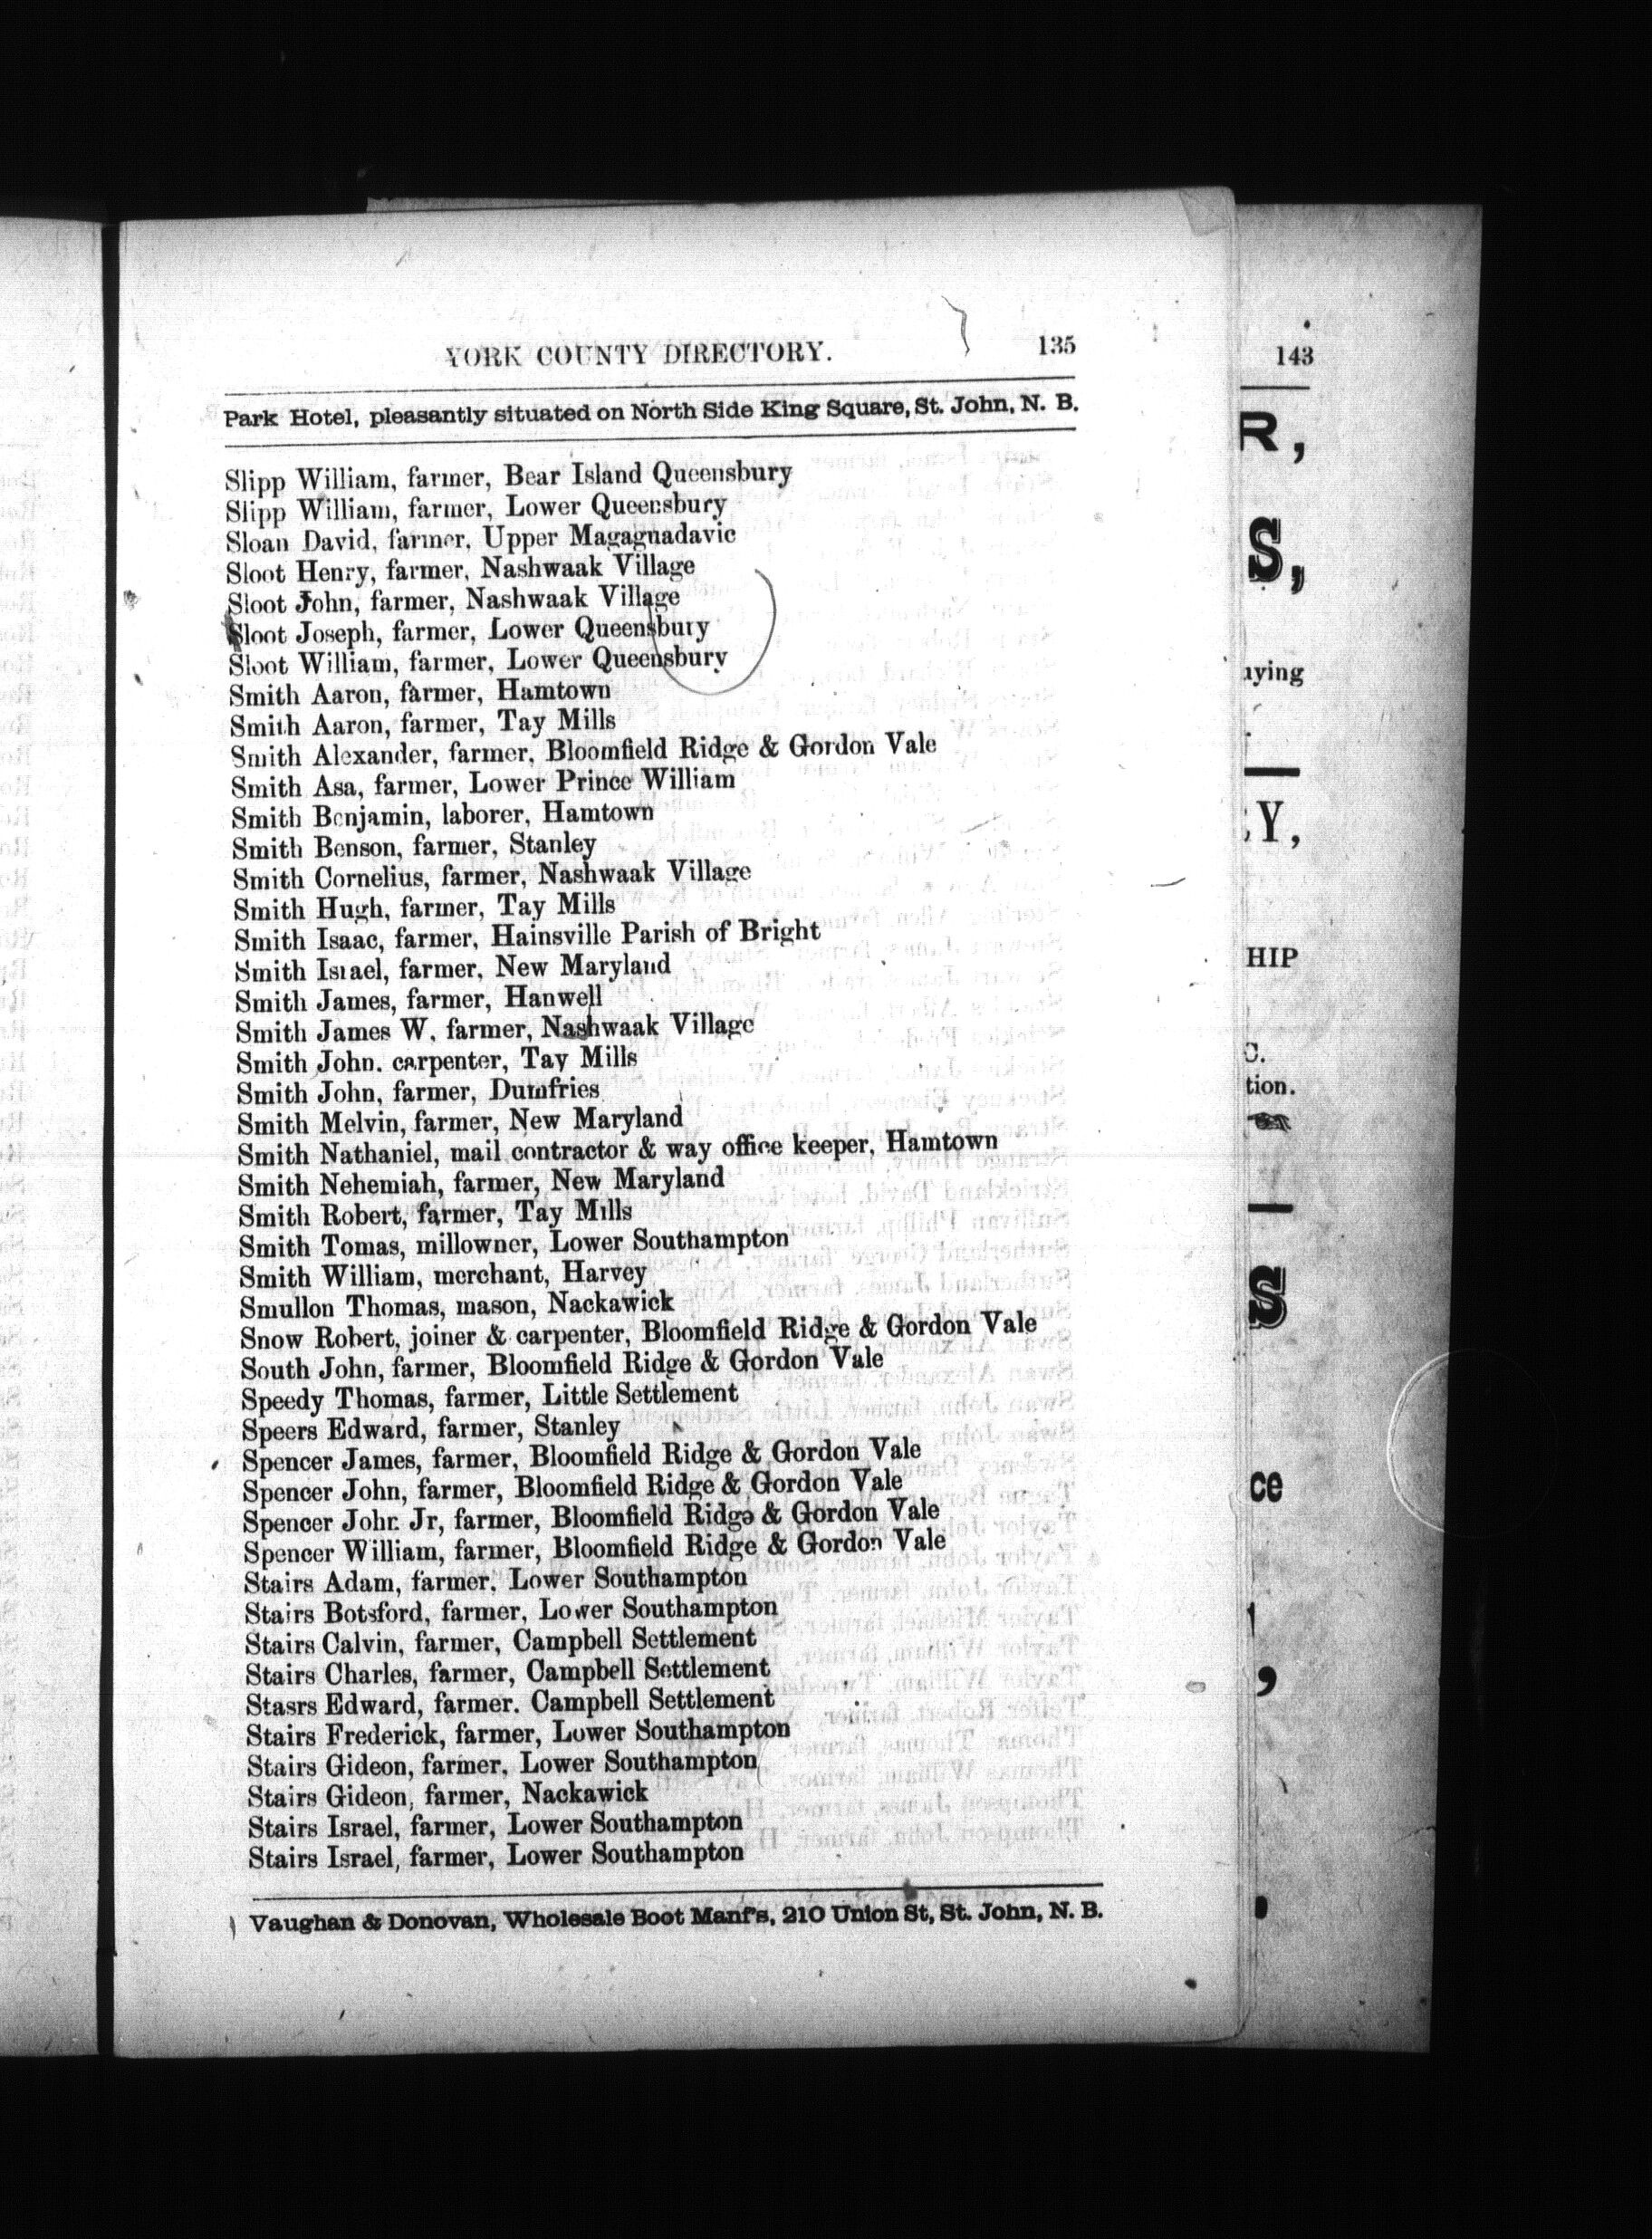 YORK COUNTY DIRECTORY. 135
Park Hotel, pleasantly situated on North Side King Square, St. John, N. B.
Slipp William, farmer, Bear Island Queensbury
Slipp William, farmer, Lower Queensbury
Sloan David, farmer, Upper Magaguadavic
Sloot Henry, farmer, Nashwaak Village
Sloot John, farmer, Nashwaak Village
Sloot Joseph, farmer, Lower Queensbury
Sloot William, farmer, Lower Queensbury
Smith Aaron, farmer, Hamtown
Smith Aaron, farmer, Tay Mills
Smith Alexander, farmer, Bloomfield Ridge & Gordon Vale
Smith Asa, farmer, Lower Prince William
Smith Benjamin, laborer, Hamtown
Smith Benson, farmer, Stanley
Smith Cornelius, farmer, Nashwaak Village
Smith Hugh, farmer, Tay Mills
Smith Isaac, farmer, Hainsville Parish of Bright
Smith Israel, farmer, New Maryland
Smith James, farmer, Hanwell
Smith James W. farmer, Nashwaak Village
Smith John. carpenter, Tay Mills
Smith John, farmer, Dumfries
Smith Melvin, farmer, New Maryland
Smith Nathaniel, mail contractor & way office keeper, Hamtown
Smith Nehemiah, farmer, New Maryland
Smith Robert, farmer, Tay Mills
Smith Tomas, millowner, Lower Southampton
Smith William, merchant, Harvey
Smullon Thomas, mason, Nackawick
Snow Robert, joiner & carpenter, Bloomfield Ridge & Gordon Vale
South John, farmer, Bloomfield Ridge & Gordon Vale
Speedy Thomas, farmer, Little Settlement
Speers Edward, farmer, Stanley
Spencer James, farmer, Bloomfield Ridge & Gordon Vale
Spencer John, farmer, Bloomfield Ridge & Gordon Vale
Spencer John Jr, farmer, Bloomfield Ridge & Gordon Vale
Spencer William, farmer, Bloomfield Ridge & Gordon Vale
Stairs Adam, farmer, Lower Southampton
Stairs Botsford, farmer, Lower Southampton
Stairs Calvin, farmer, Campbell Settlement
Stairs Charles, farmer, Campbell Settlement
Stasrs Edward, farmer. Campbell Settlement
Stairs Frederick, farmer, Lower Southampton
Stairs Gideon, farmer, Lower Southampton
Stairs Gideon, farmer, Nackawick
Stairs Israel, farmer, Lower Southampton
Stairs Israel, farmer, Lower Southampton
Vaughan & Donovan, Wholesale Boot Manf's, 210 Union St, St. John, N. B.
143
R,
S,
Y,
HIP
tion.
S
ce